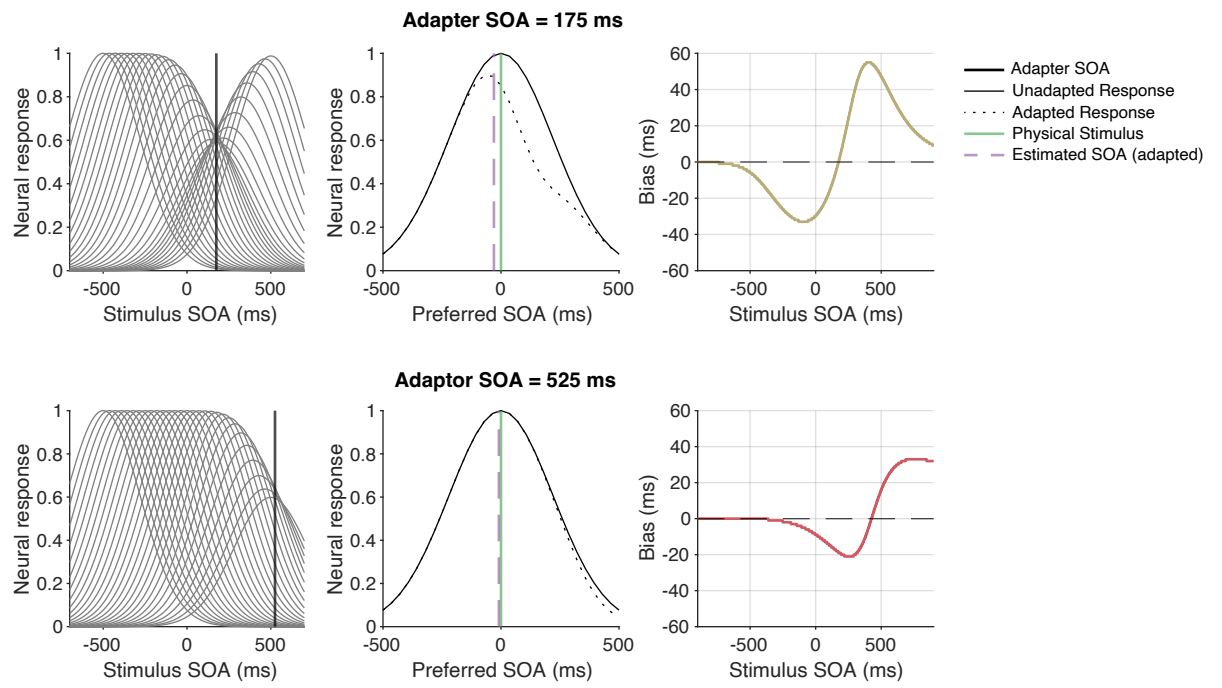 Adapter SOA = 175 ms
Neural response
1
0.8
0.6
0.4
0.2
0
-500
0
500
Stimulus SOA (ms)
Neural response
1
0.8
0.6
0.4
0.2
0
-500
0
500
Preferred SOA (ms)
Bias (ms)
60
40
20
0
-20
-40
-60
-500
0
500
Stimulus SOA (ms)
Adapter SOA
Unadapted Response
Adapted Response
Physical Stimulus
Estimated SOA (adapted)
Adaptor SOA = 525 ms
Neural response
1
0.8
0.6
0.4
0.2
0
-500
0
500
Stimulus SOA (ms)
Neural response
1
0.8
0.6
0.4
0.2
0
-500
0
500
Preferred SOA (ms)
Bias (ms)
60
40
20
0
-20
-40
-60
-500
0
500
Stimulus SOA (ms)